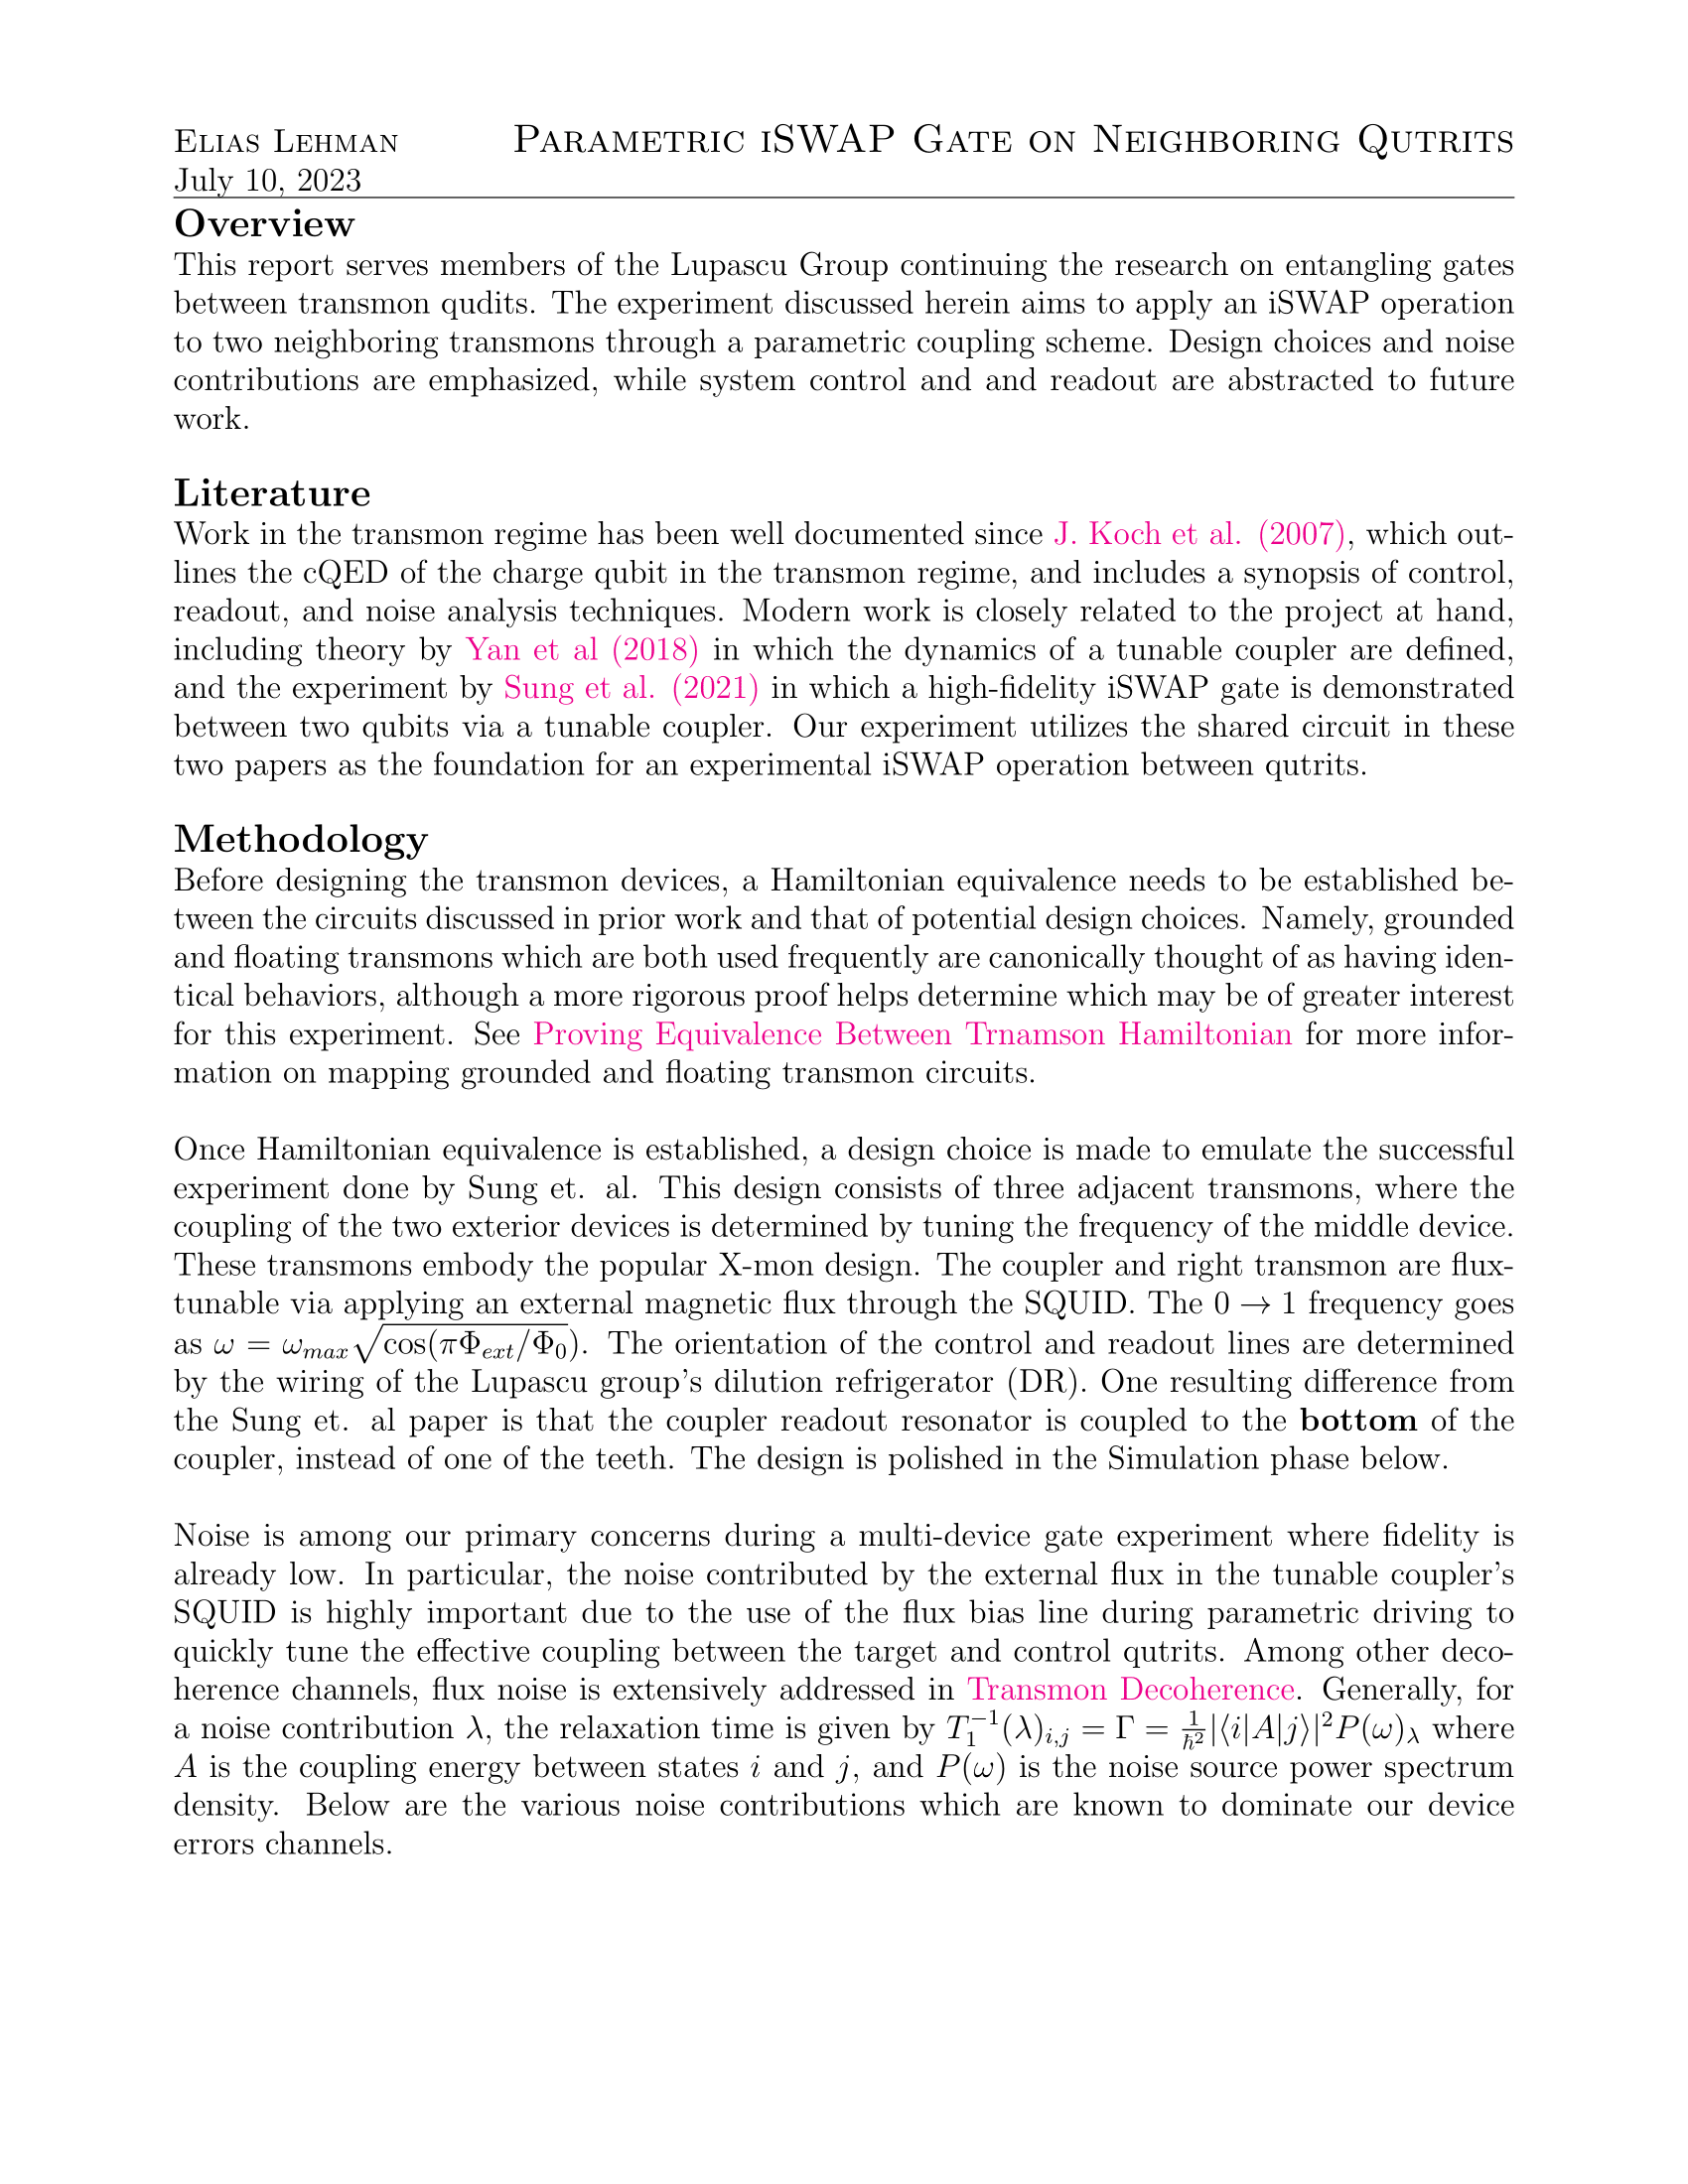 Elias Lehman Parametric iSWAP Gate on Neighboring Qutrits
July 10, 2023
Overview
This report serves members of the Lupascu Group continuing the research on entangling gates
between transmon qudits. The experiment discussed herein aims to apply an iSWAP operation
to two neighboring transmons through a parametric coupling scheme. Design choices and noise
contributions are emphasized, while system control and and readout are abstracted to future
work.
Literature
Work in the transmon regime has been well documented since J. Koch et al. (2007), which out-
lines the cQED of the charge qubit in the transmon regime, and includes a synopsis of control,
readout, and noise analysis techniques. Modern work is closely related to the project at hand,
including theory by Yan et al (2018) in which the dynamics of a tunable coupler are defined,
and the experiment by Sung et al. (2021) in which a high-fidelity iSWAP gate is demonstrated
between two qubits via a tunable coupler. Our experiment utilizes the shared circuit in these
two papers as the foundation for an experimental iSWAP operation between qutrits.
Methodology
Before designing the transmon devices, a Hamiltonian equivalence needs to be established be-
tween the circuits discussed in prior work and that of potential design choices. Namely, grounded
and floating transmons which are both used frequently are canonically thought of as having iden-
tical behaviors, although a more rigorous proof helps determine which may be of greater interest
for this experiment. See Proving Equivalence Between Trnamson Hamiltonian for more infor-
mation on mapping grounded and floating transmon circuits.
Once Hamiltonian equivalence is established, a design choice is made to emulate the successful
experiment done by Sung et. al. This design consists of three adjacent transmons, where the
coupling of the two exterior devices is determined by tuning the frequency of the middle device.
These transmons embody the popular X-mon design. The coupler and right transmon are flux-
tunable via applying an external magnetic flux through the SQUID. The 0 → 1 frequency goes
as ω = ω_max√cos(πΦ_ext/Φ_0). The orientation of the control and readout lines are determined
by the wiring of the Lupascu group's dilution refrigerator (DR). One resulting difference from
the Sung et. al paper is that the coupler readout resonator is coupled to the bottom of the
coupler, instead of one of the teeth. The design is polished in the Simulation phase below.
Noise is among our primary concerns during a multi-device gate experiment where fidelity is
already low. In particular, the noise contributed by the external flux in the tunable coupler's
SQUID is highly important due to the use of the flux bias line during parametric driving to
quickly tune the effective coupling between the target and control qutrits. Among other deco-
herence channels, flux noise is extensively addressed in Transmon Decoherence. Generally, for
a noise contribution λ, the relaxation time is given by T_1^{-1}(λ)_{i,j} = Γ = 1/ħ² |⟨i|A|j⟩|² P(ω)_λ where
A is the coupling energy between states i and j, and P(ω) is the noise source power spectrum
density. Below are the various noise contributions which are known to dominate our device
errors channels.